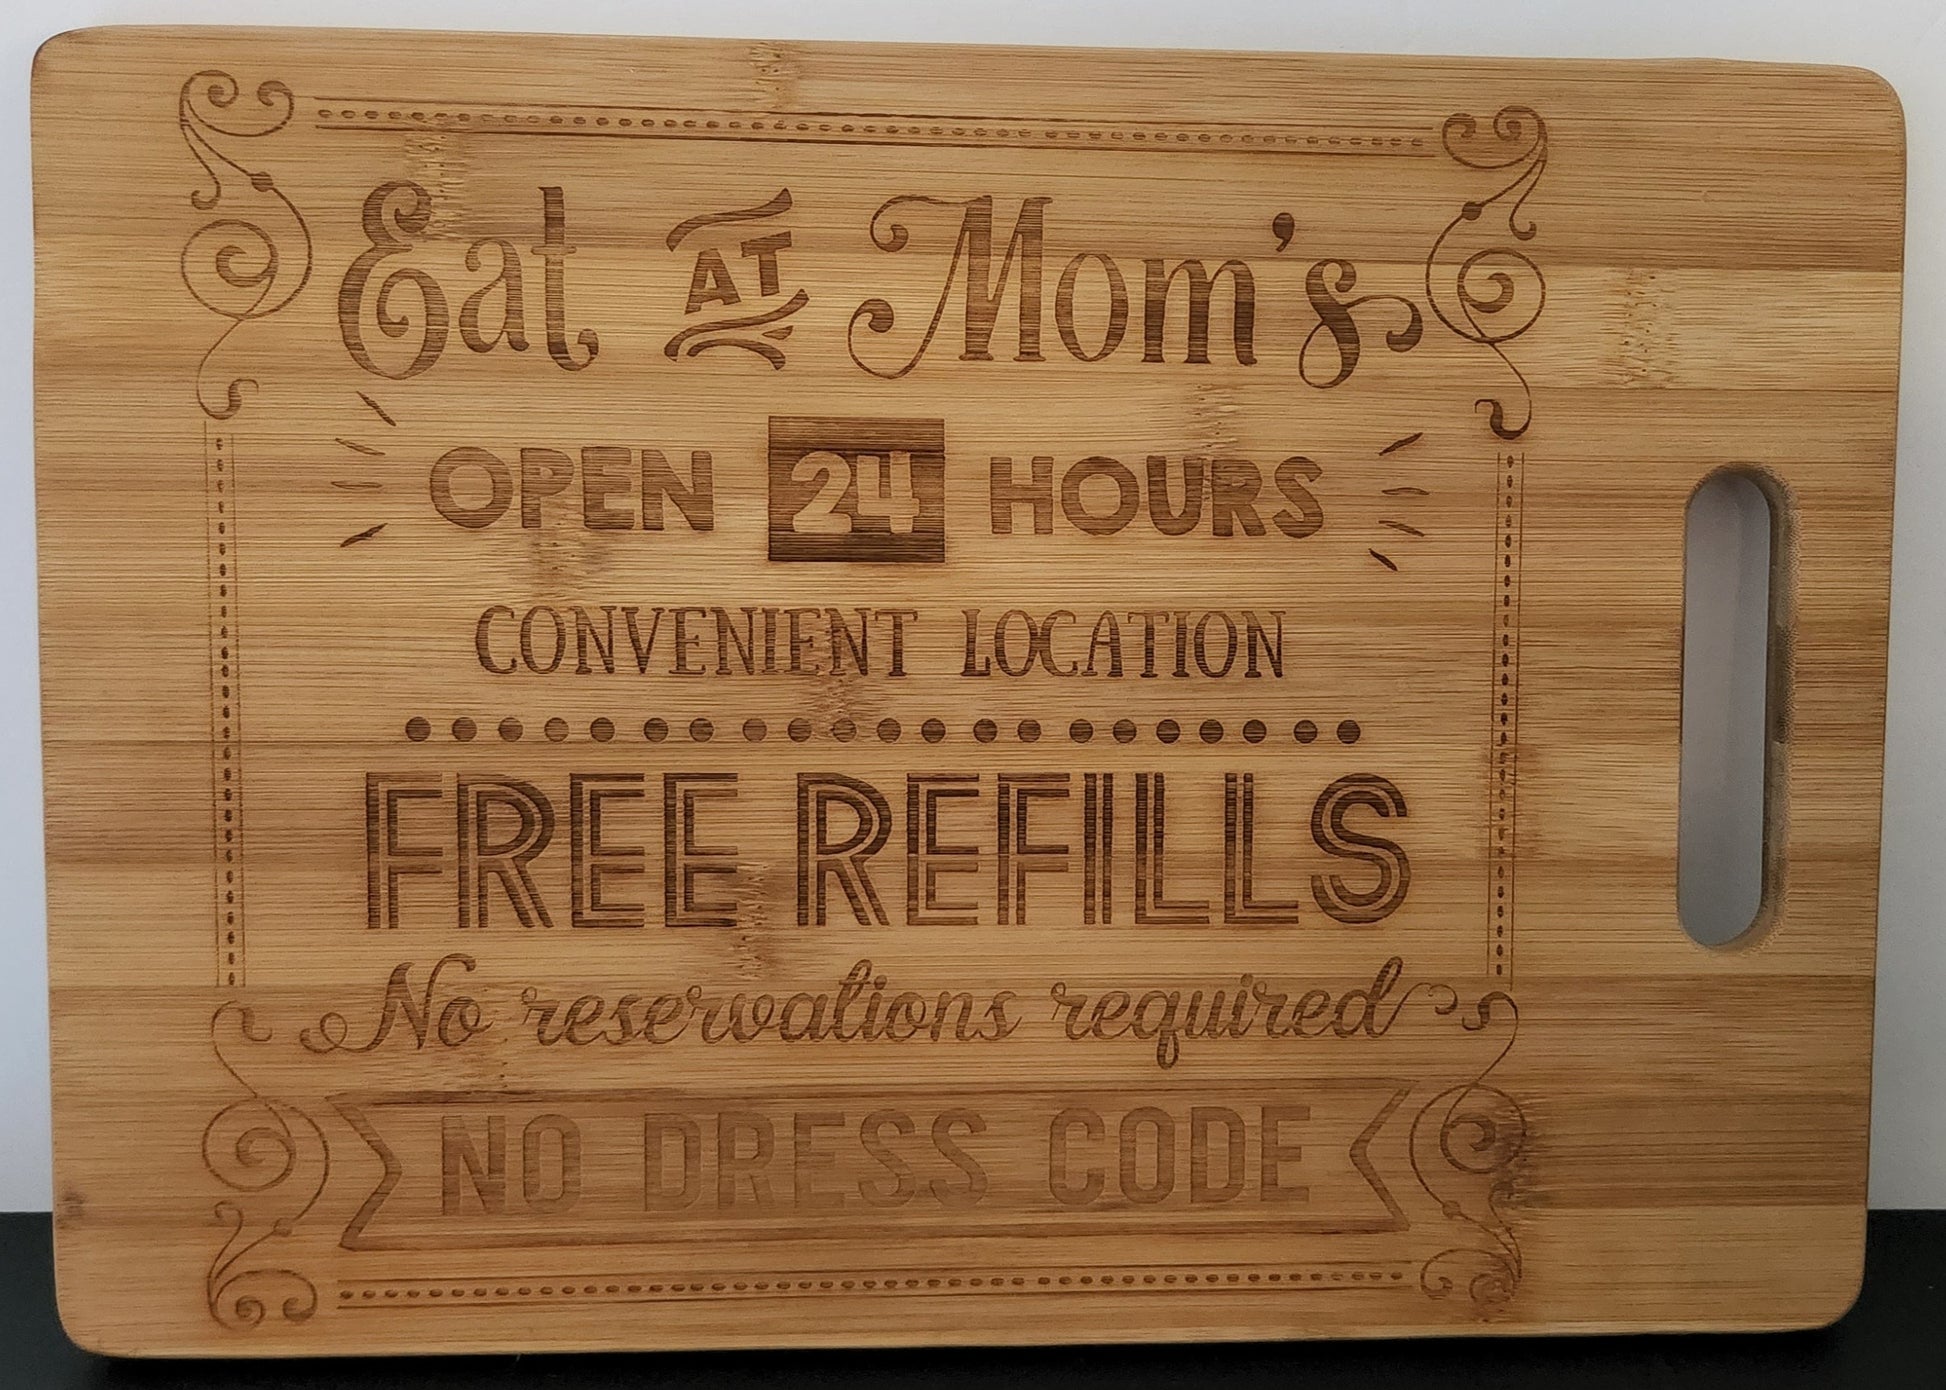 Eat AT Mom's
OPEN 24 HOURS
CONVENIENT LOCATION
FREE REFILLS
No reservations required
NO DRESS CODE